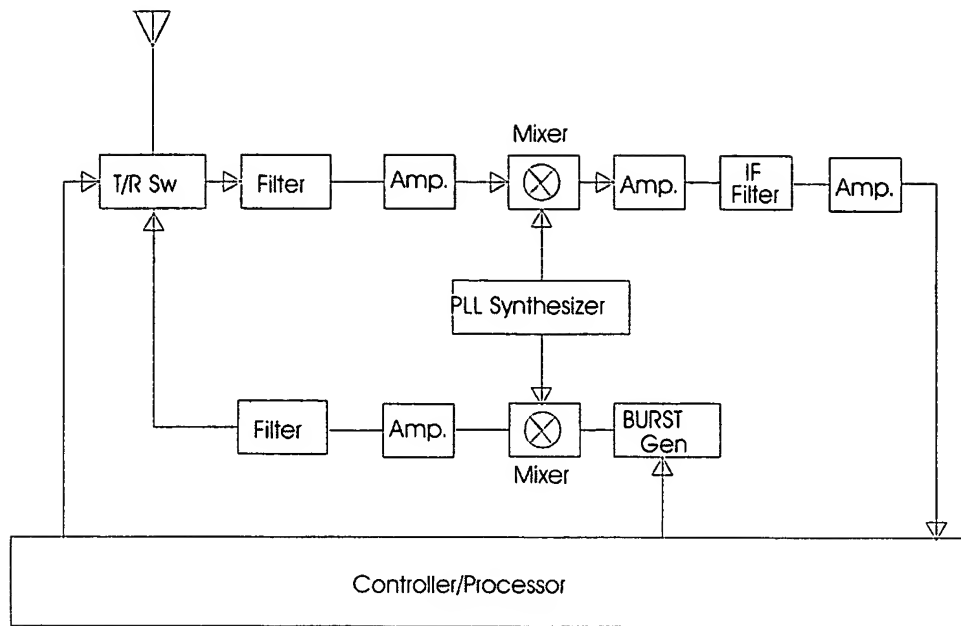 Mixer
T/R Sw
Filter
Amp.
Amp.
IF
Filter
Amp.
PLL Synthesizer
Filter
Amp.
BURST
Gen
Mixer
Controller/Processor